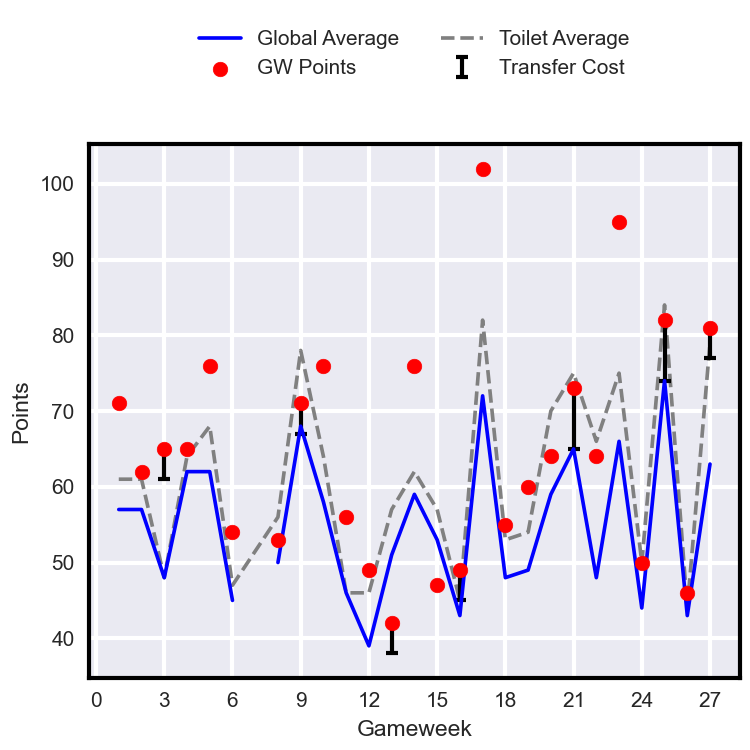 Global Average
Toilet Average
GW Points
Transfer Cost
100
90
80
70
60
50
40
Points
0 3 6 9 12 15 18 21 24 27
Gameweek